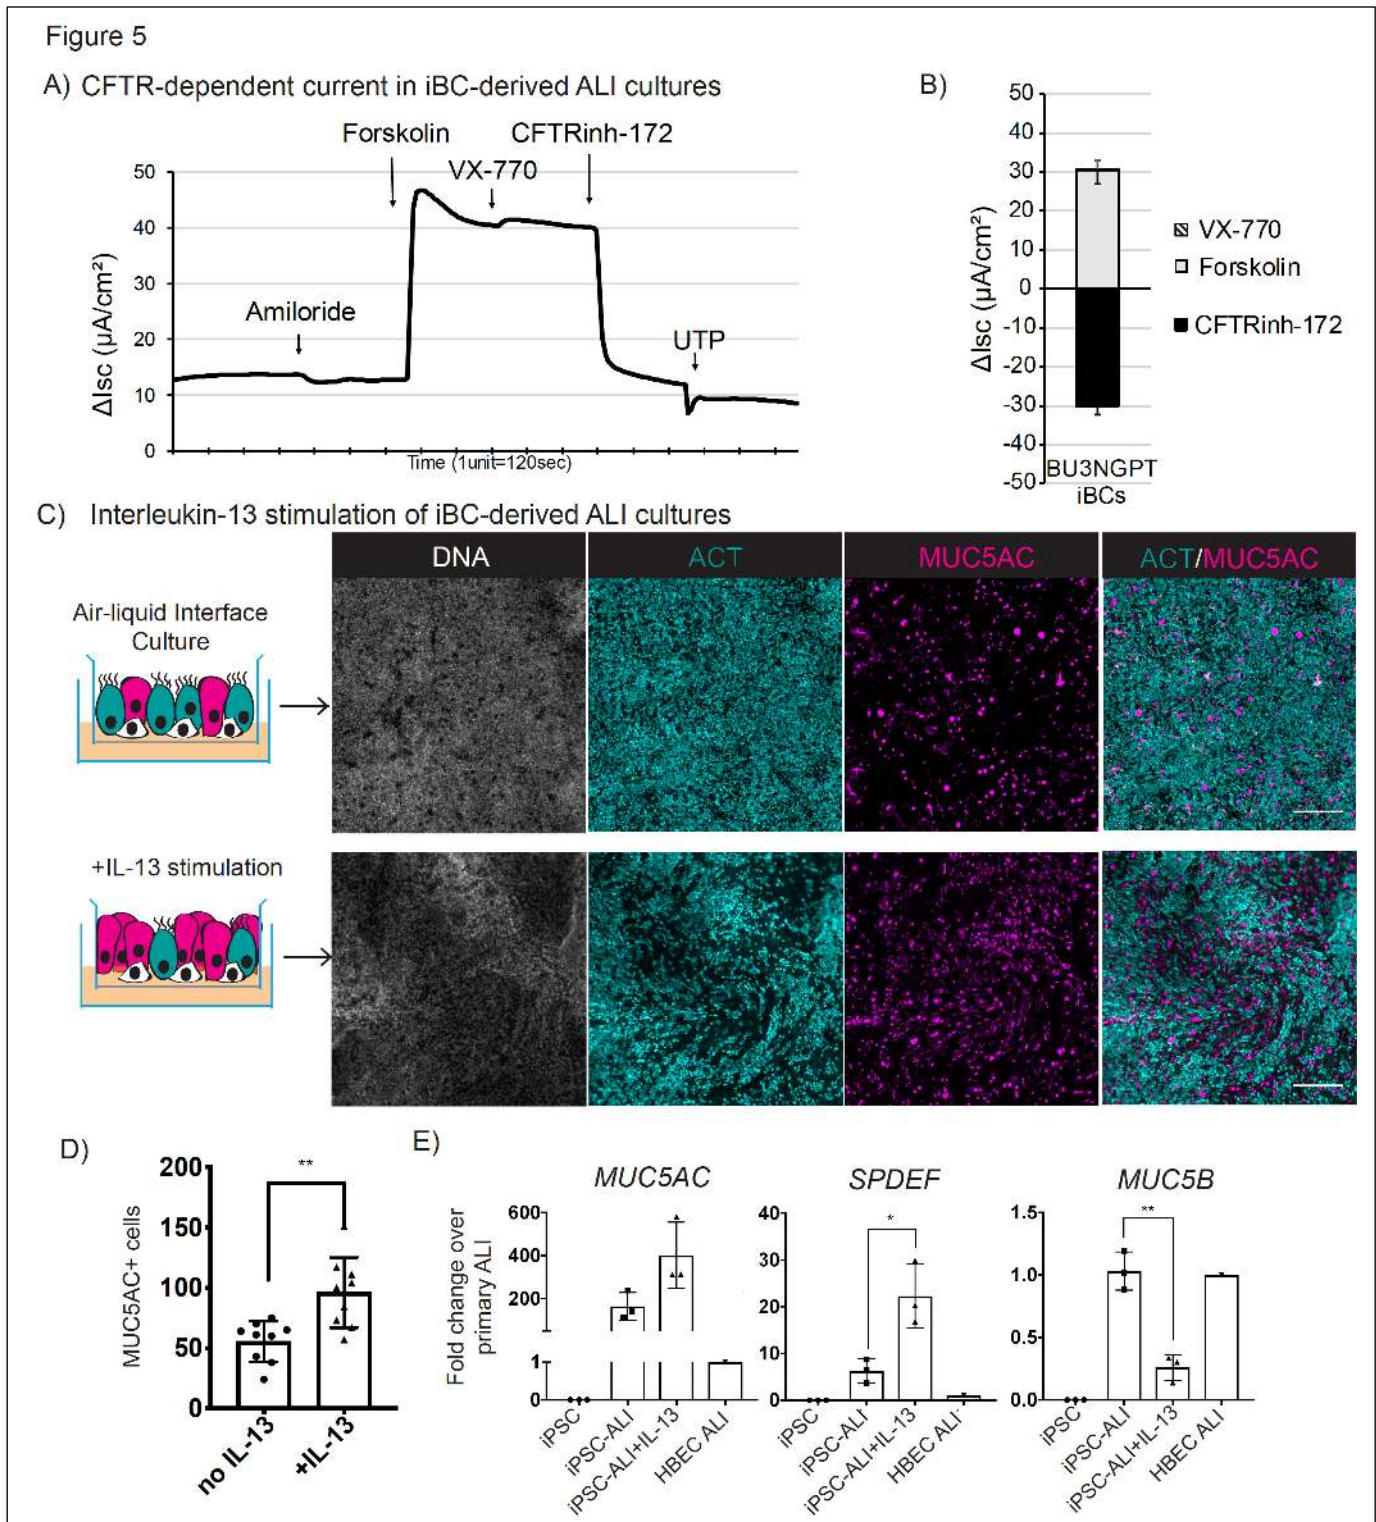 Figure 5
A) CFTR-dependent current in iBC-derived ALI cultures
Forskolin
CFTRinh-172
VX-770
Amiloride
UTP
ΔIsc (µA/cm²)
50
40
30
20
10
0
Time (1unit=120sec)
B)
ΔIsc (µA/cm²)
50
40
30
20
10
0
-10
-20
-30
-40
-50
BU3NGPT
iBCs
VX-770
Forskolin
CFTRinh-172
C) Interleukin-13 stimulation of iBC-derived ALI cultures
DNA
ACT
MUC5AC
ACT/MUC5AC
Air-liquid Interface
Culture
+IL-13 stimulation
D)
MUC5AC+ cells
200
150
100
50
0
**
no IL-13
+IL-13
E)
Fold change over
primary ALI
MUC5AC
600
400
200
1
0
iPSC
iPSC-ALI
iPSC-ALI+IL-13
HBEC ALI
SPDEF
40
30
20
10
0
*
iPSC
iPSC-ALI
iPSC-ALI+IL-13
HBEC ALI
MUC5B
1.5
1.0
0.5
0.0
**
iPSC
iPSC-ALI
iPSC-ALI+IL-13
HBEC ALI